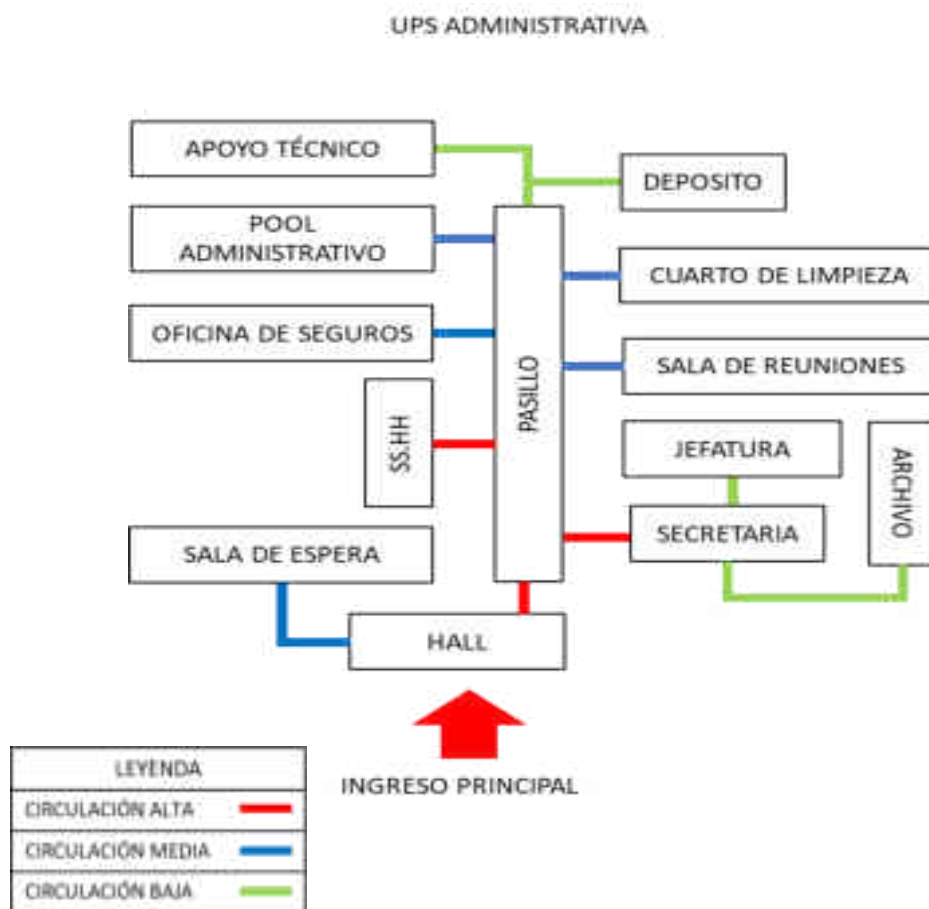 UPS ADMINISTRATIVA
APOYO TÉCNICO
DEPOSITO
POOL
ADMINISTRATIVO
CUARTO DE LIMPIEZA
OFICINA DE SEGUROS
PASILLO
SALA DE REUNIONES
SS.HH
JEFATURA
ARCHIVO
SALA DE ESPERA
SECRETARIA
HALL
INGRESO PRINCIPAL
LEYENDA
CIRCULACIÓN ALTA
CIRCULACIÓN MEDIA
CIRCULACIÓN BAJA